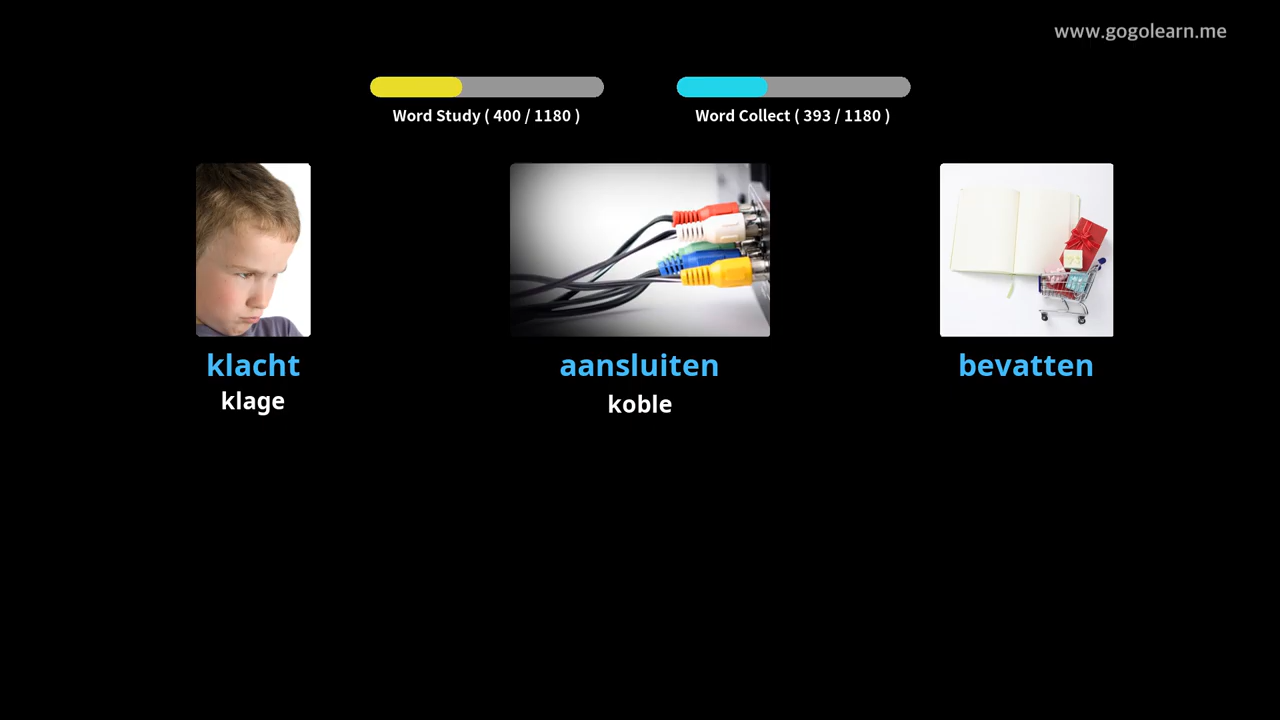 www.gogolearn.me
Word Study ( 400 / 1180 )
Word Collect ( 393 / 1180 )
klacht
aansluiten
bevatten
klage
koble